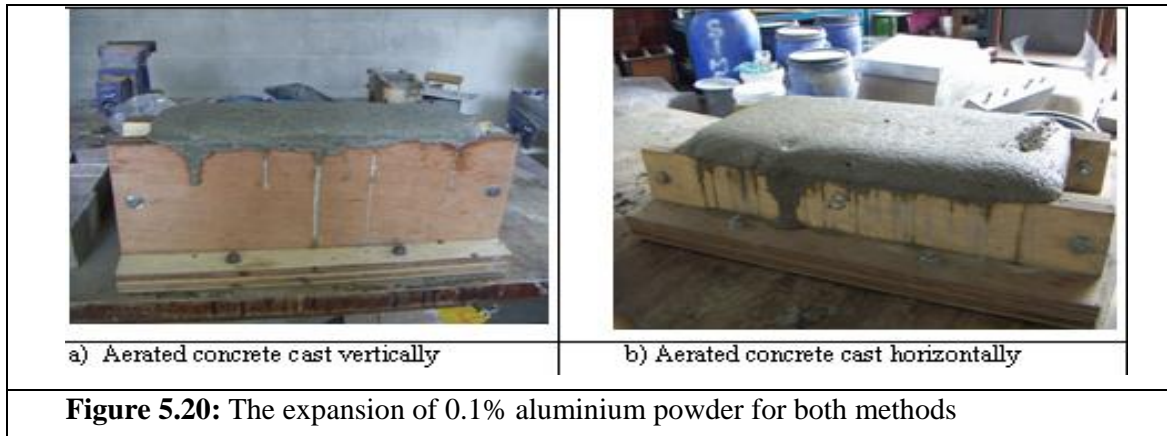 SIM
a) Aerated concrete cast vertically
b) Aerated concrete cast horizontally
Figure 5.20: The expansion of 0.1% aluminium powder for both methods